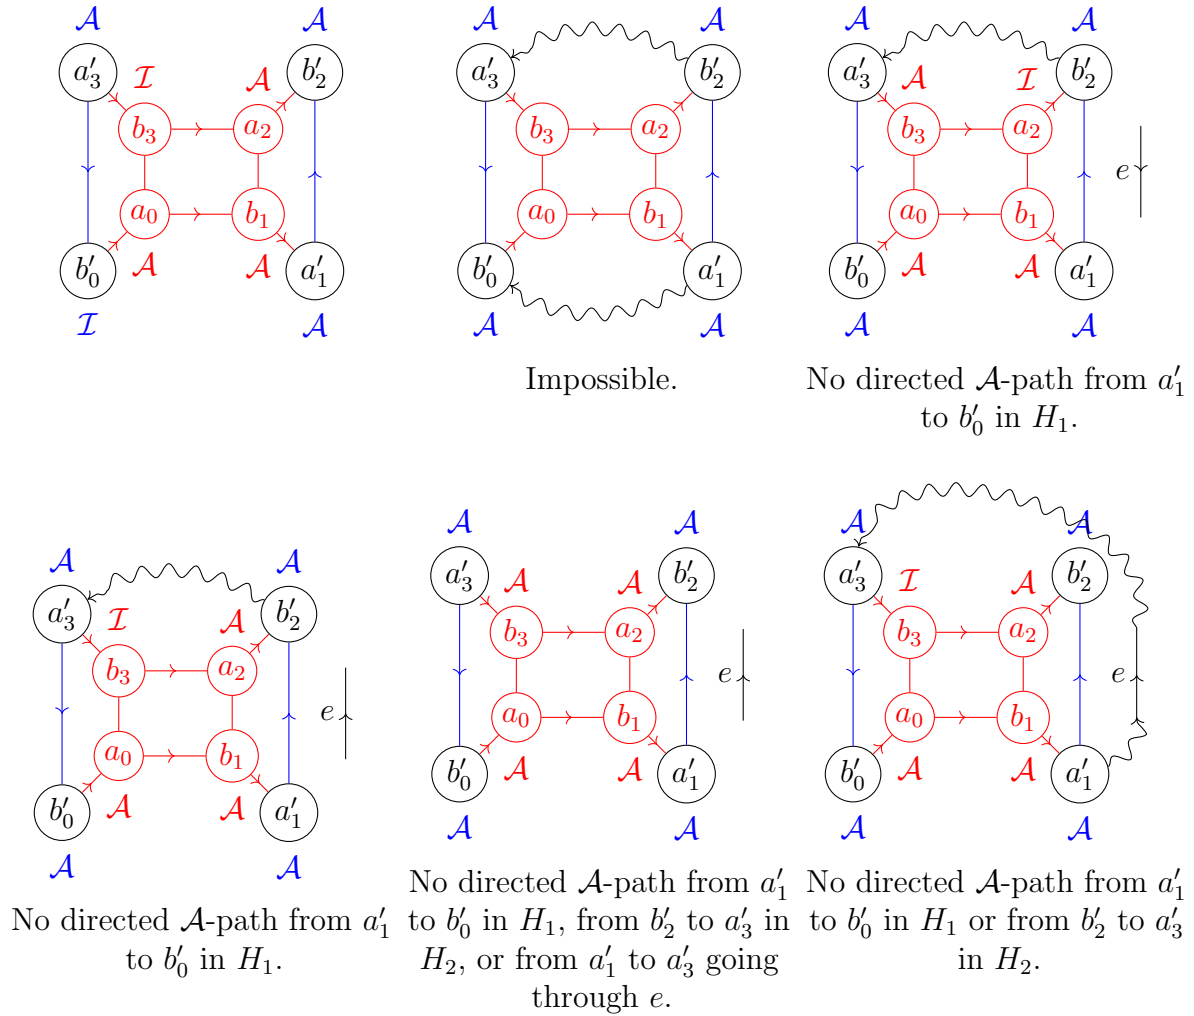 𝒜 𝒜 𝒜 𝒜 𝒜 𝒜
a′₃ ℐ 𝒜 b′₂ a′₃ b′₂ a′₃ 𝒜 ℐ b′₂
b₃ a₂ b₃ a₂ b₃ a₂
e
a₀ b₁ a₀ b₁ a₀ b₁
b′₀ 𝒜 𝒜 a′₁ b′₀ a′₁ b′₀ 𝒜 𝒜 a′₁
ℐ 𝒜 𝒜 𝒜 𝒜 𝒜
Impossible.
No directed 𝒜-path from a′₁
to b′₀ in H₁.
𝒜 𝒜
a′₃ ℐ 𝒜 b′₂
b₃ a₂
e
a₀ b₁
b′₀ 𝒜 𝒜 a′₁
𝒜 𝒜
No directed 𝒜-path from a′₁
to b′₀ in H₁.
𝒜 𝒜
a′₃ 𝒜 𝒜 b′₂
b₃ a₂
e
a₀ b₁
b′₀ 𝒜 𝒜 a′₁
𝒜 𝒜
No directed 𝒜-path from a′₁
to b′₀ in H₁, from b′₂ to a′₃ in
H₂, or from a′₁ to a′₃ going
through e.
𝒜 𝒜
a′₃ ℐ 𝒜 b′₂
b₃ a₂
e
a₀ b₁
b′₀ 𝒜 𝒜 a′₁
𝒜 𝒜
No directed 𝒜-path from a′₁
to b′₀ in H₁ or from b′₂ to a′₃
in H₂.